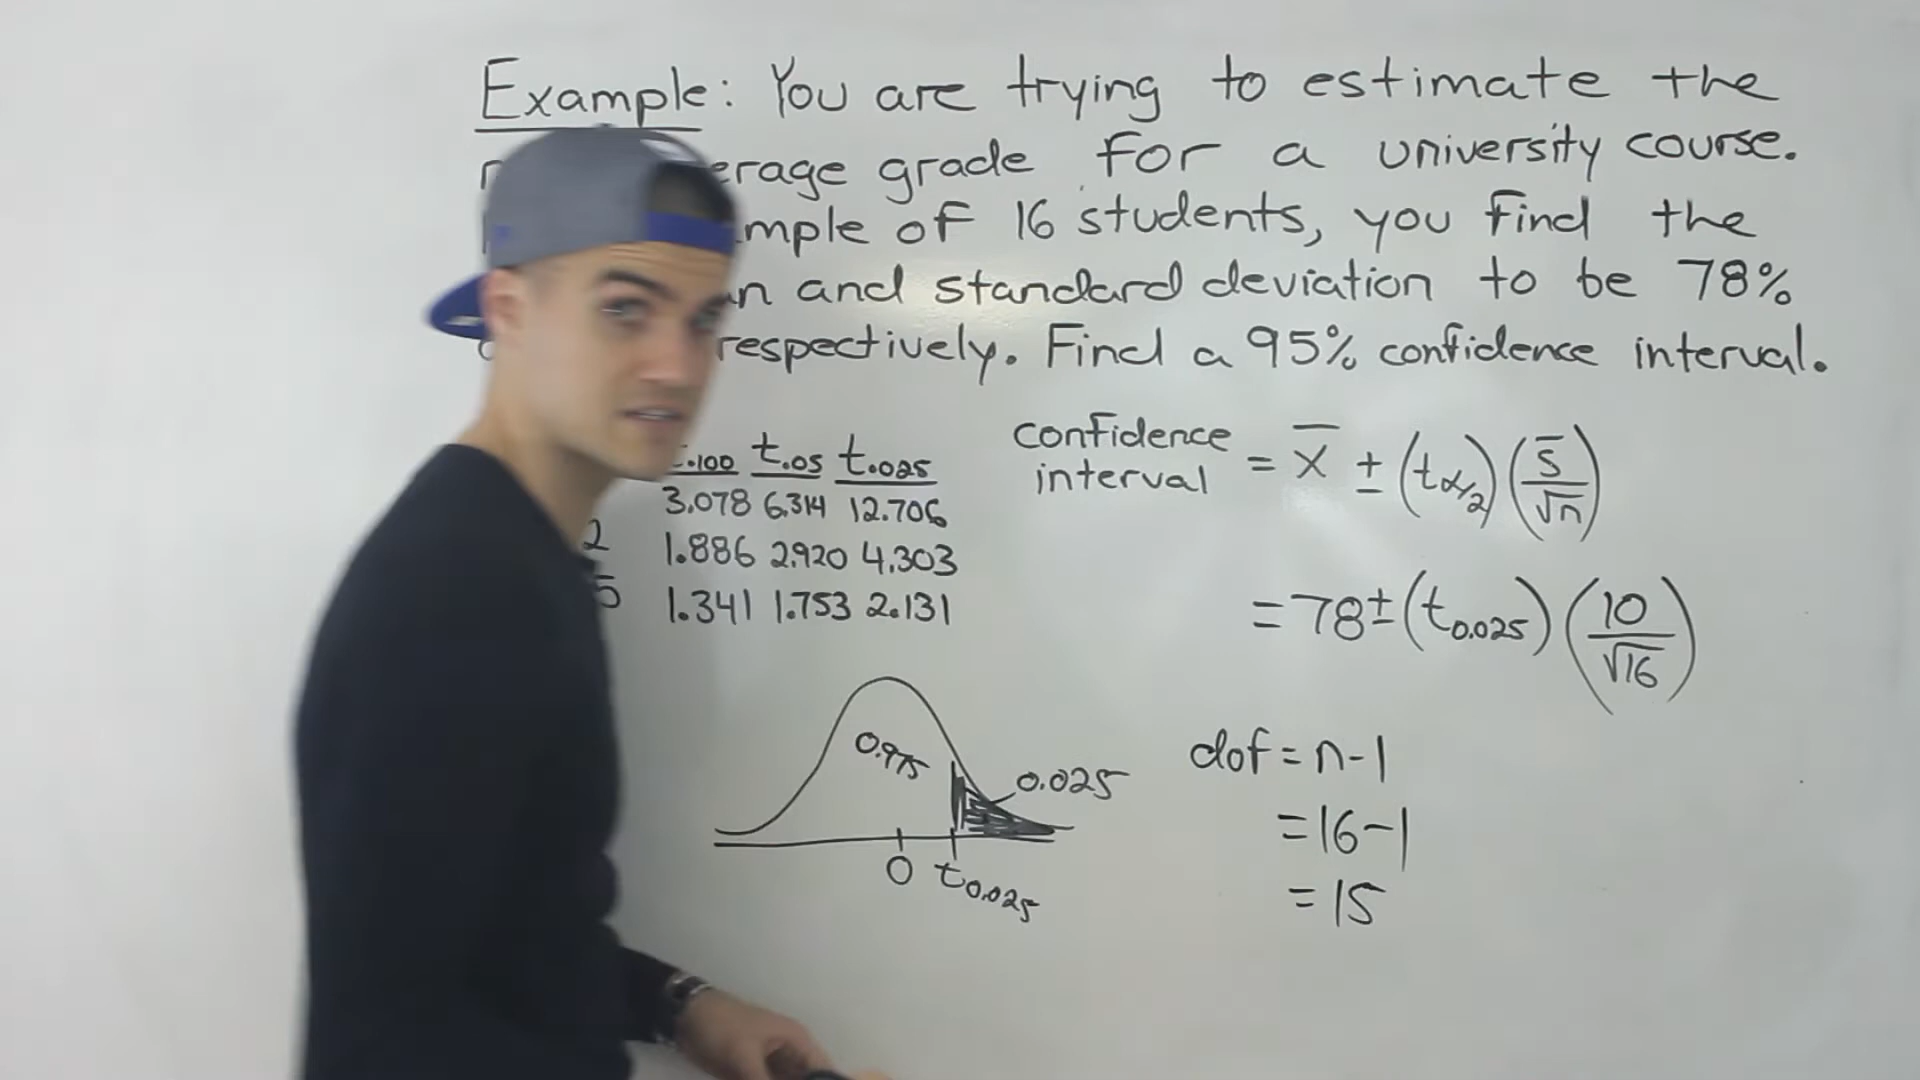 Example: You are trying to estimate the
grade for a university course.
of 16 students, you find the
and standard deviation to be 78%
respectively. Find a 95% confidence interval.
t.100 t.05 t.025
3.078 6.314 12.706
2 1.886 2.920 4.303
5 1.341 1.753 2.131
confidence interval = x̄ ± (tα/2)(s/√n)
= 78 ± (t0.025)(10/√16)
0.975
0.025
0 t0.025
dof = n-1
= 16-1
= 15